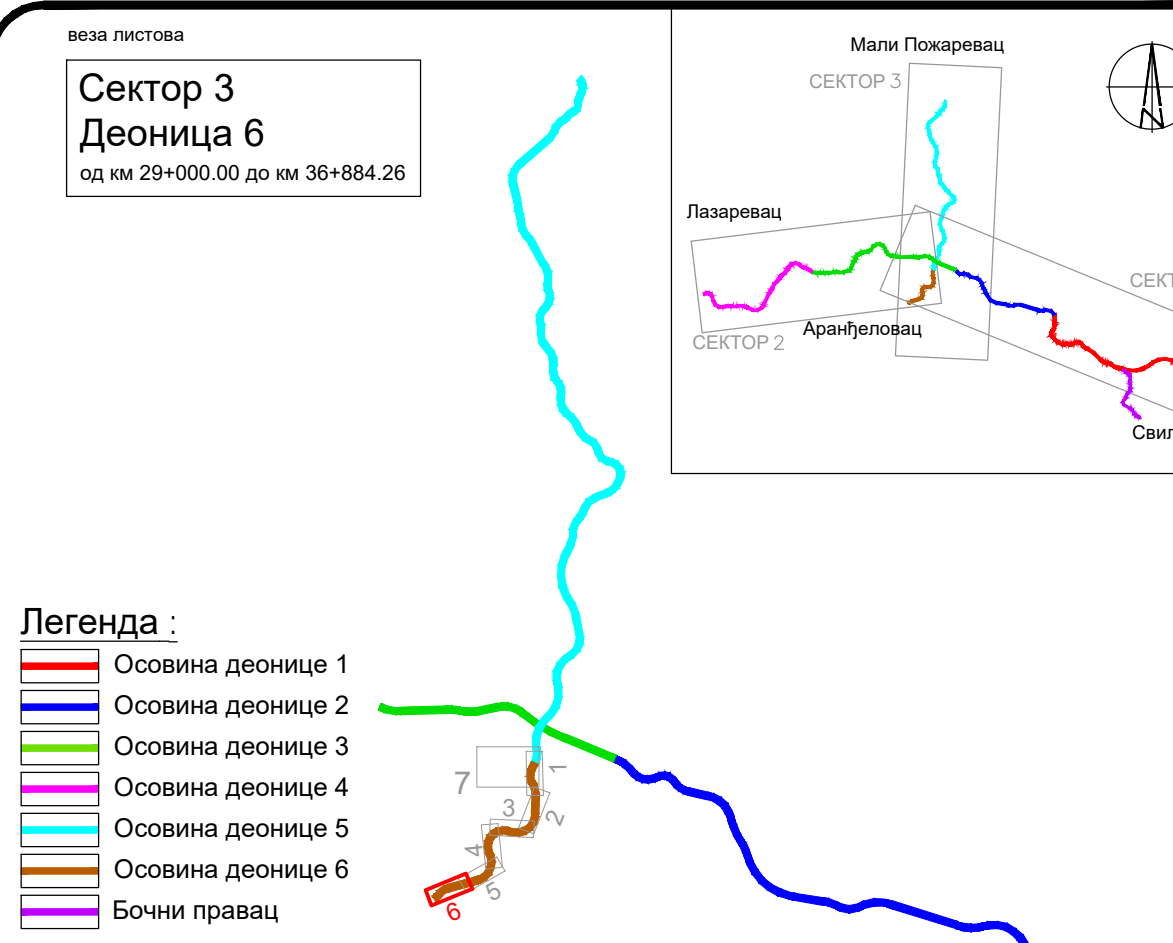 веза листова
Сектор 3
Деоница 6
од км 29+000.00 до км 36+884.26
Мали Пожаревац
СЕКТОР 3
N
Лазаревац
СЕКТ
Аранђеловац
СЕКТОР 2
Свил
Легенда :
Осовина деонице 1
Осовина деонице 2
Осовина деонице 3
Осовина деонице 4
Осовина деонице 5
Осовина деонице 6
Бочни правац
1
7
3
2
4
5
6